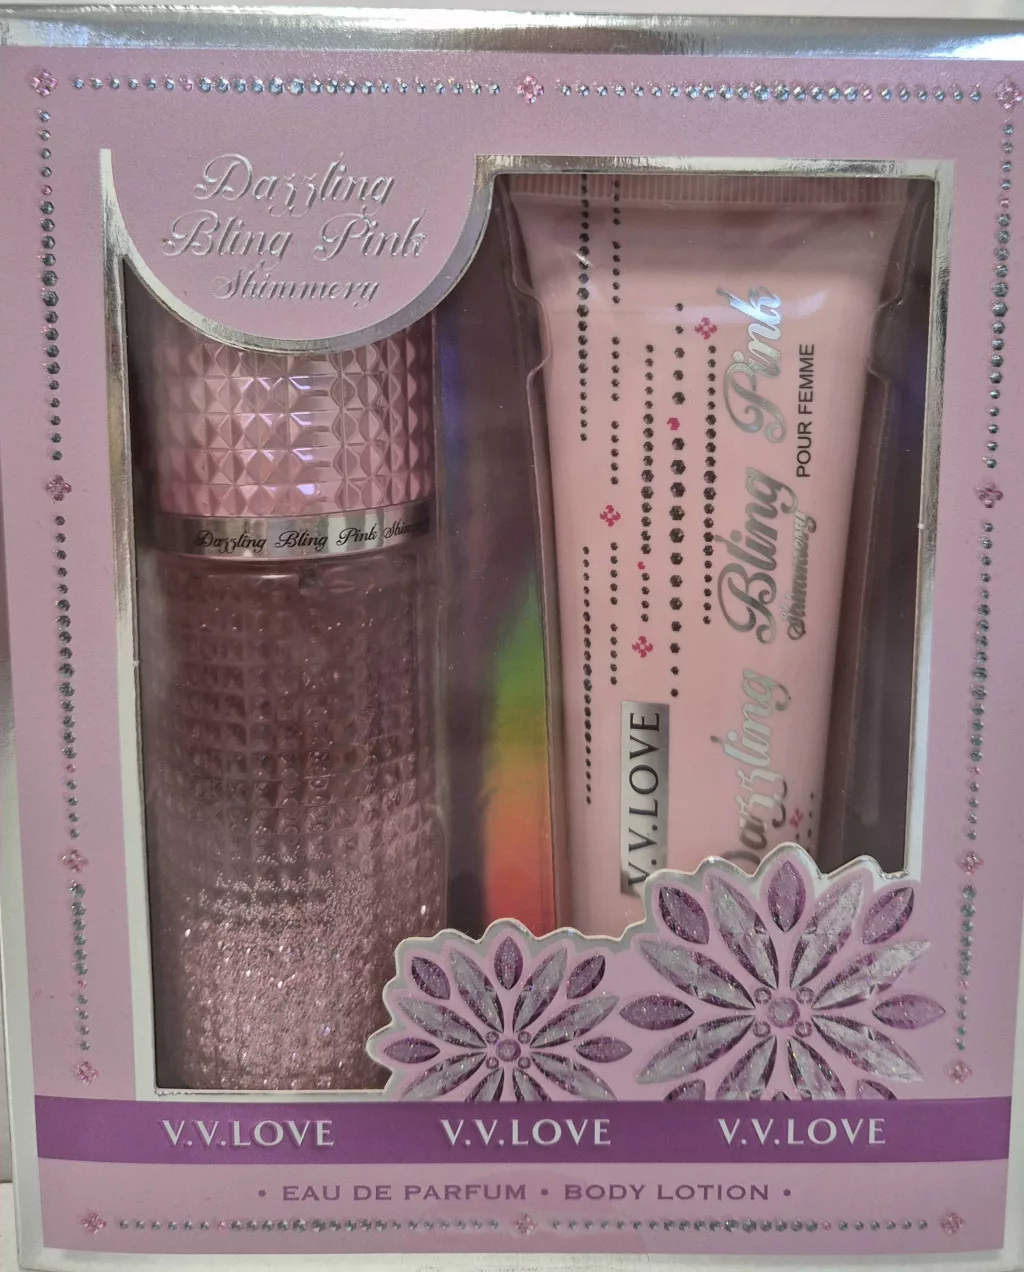 Dazzling
Bling Pink
Shimmery
Dazzling Bling Pink
Dazzling Bling Pink
Shimmery
POUR FEMME
V.V.LOVE
V.V.LOVE V.V.LOVE V.V.LOVE
• EAU DE PARFUM • BODY LOTION •